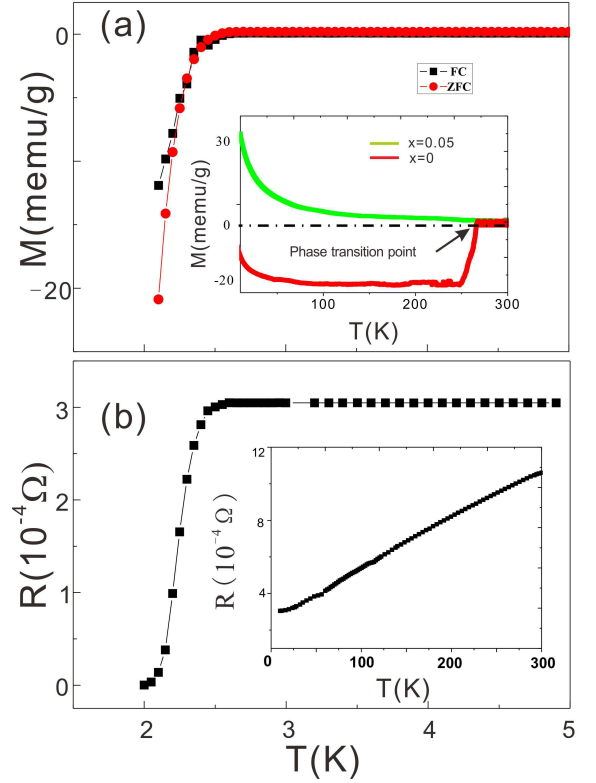 (a)
0
−20
M(memu/g)
FC
ZFC
30
0
-20
M(memu/g)
x=0.05
x=0
Phase transition point
100
200
300
T(K)
(b)
3
2
1
0
R(10⁻⁴Ω)
12
8
4
R(10⁻⁴Ω)
0
100
200
300
T(K)
2
3
4
5
T(K)